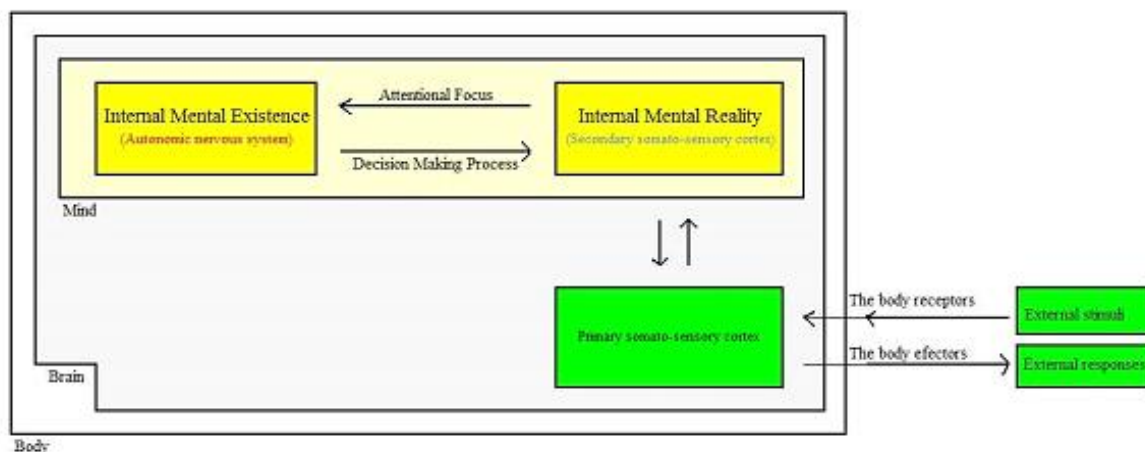 Attentional Focus
Internal Mental Existence
(Autonomic nervous system)
Internal Mental Reality
(Secondary somato-sensory cortex)
Decision Making Process
Mind
The body receptors
External stimuli
Primary somato-sensory cortex
The body efectors
External responses
Brain
Body